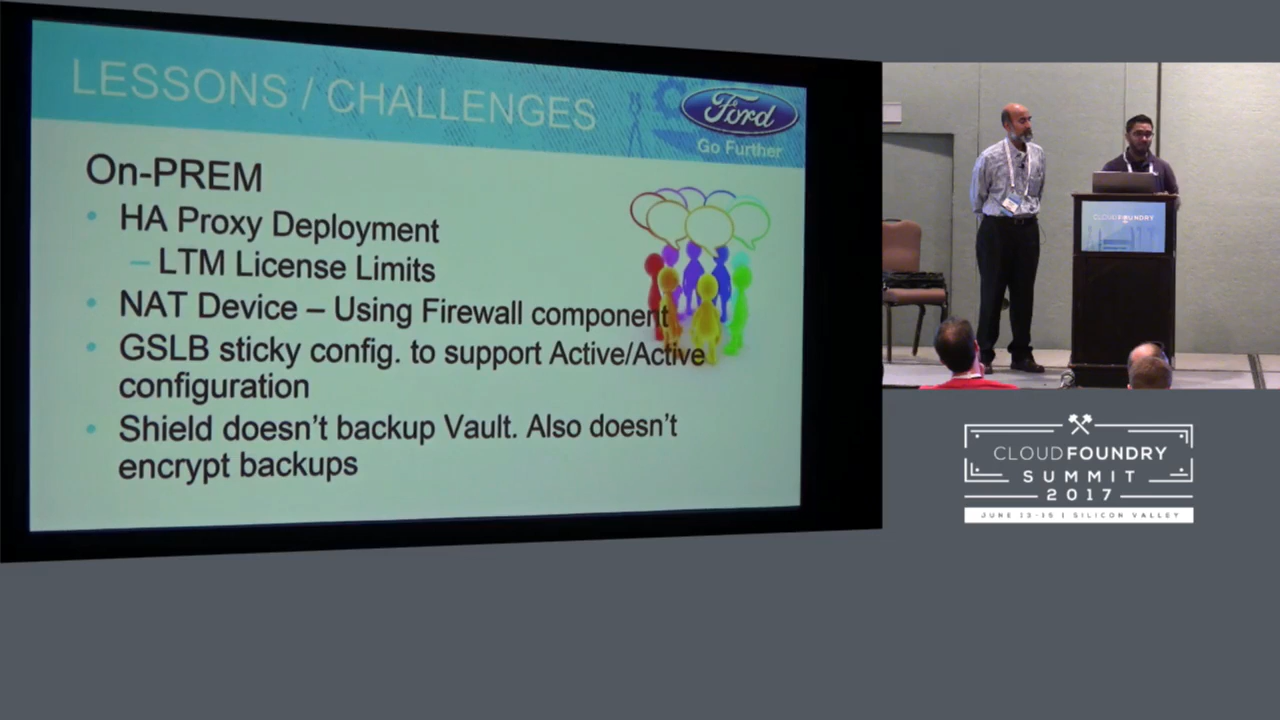 LESSONS / CHALLENGES
Ford
Go Further
On-PREM
• HA Proxy Deployment
– LTM License Limits
• NAT Device – Using Firewall component
• GSLB sticky config. to support Active/Active
configuration
• Shield doesn't backup Vault. Also doesn't
encrypt backups
CLOUDFOUNDRY
CLOUDFOUNDRY
SUMMIT
2017
JUNE 13-15 | SILICON VALLEY